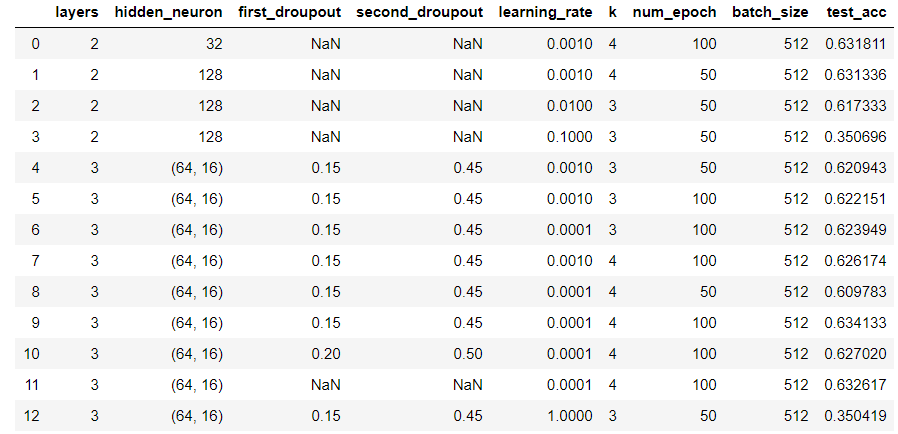 layers hidden_neuron first_droupout second_droupout learning_rate k num_epoch batch_size test_acc
0 2 32 NaN NaN 0.0010 4 100 512 0.631811
1 2 128 NaN NaN 0.0010 4 50 512 0.631336
2 2 128 NaN NaN 0.0100 3 50 512 0.617333
3 2 128 NaN NaN 0.1000 3 50 512 0.350696
4 3 (64, 16) 0.15 0.45 0.0010 3 50 512 0.620943
5 3 (64, 16) 0.15 0.45 0.0010 3 100 512 0.622151
6 3 (64, 16) 0.15 0.45 0.0001 3 100 512 0.623949
7 3 (64, 16) 0.15 0.45 0.0010 4 100 512 0.626174
8 3 (64, 16) 0.15 0.45 0.0001 4 50 512 0.609783
9 3 (64, 16) 0.15 0.45 0.0001 4 100 512 0.634133
10 3 (64, 16) 0.20 0.50 0.0001 4 100 512 0.627020
11 3 (64, 16) NaN NaN 0.0001 4 100 512 0.632617
12 3 (64, 16) 0.15 0.45 1.0000 3 50 512 0.350419